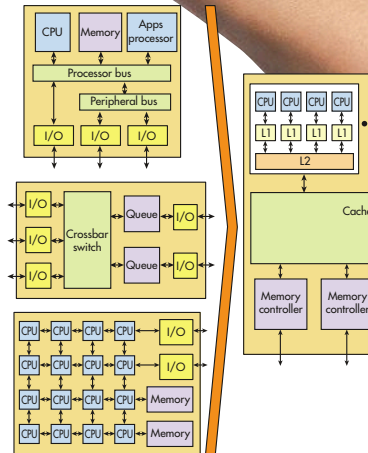 CPU
Memory
Apps
processor
Processor bus
Peripheral bus
I/O
I/O
I/O
I/O
I/O
I/O
Crossbar
switch
Queue
I/O
Queue
I/O
CPU
CPU
CPU
CPU
I/O
CPU
CPU
CPU
CPU
I/O
CPU
CPU
CPU
CPU
Memory
CPU
CPU
CPU
CPU
Memory
CPU
CPU
CPU
CPU
L1
L1
L1
L1
L2
Cache
Memory
controller
Memory
controller